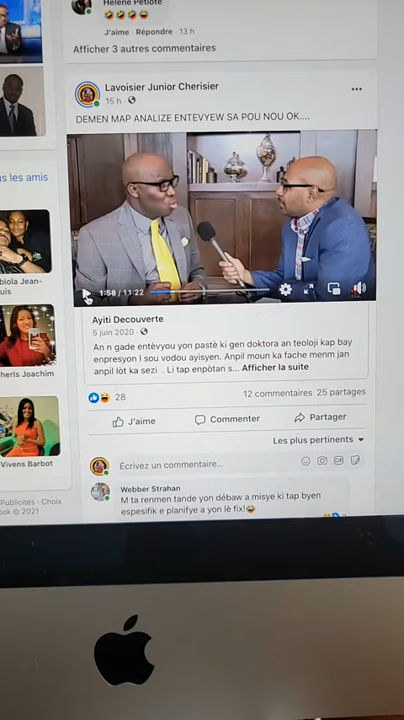 Helene Petiote
J'aime · Répondre · 13 h
Afficher 3 autres commentaires
Lavoisier Junior Cherisier
15 h ·
DEMEN MAP ANALIZE ENTEVYEW SA POU NOU OK....
us les amis
1:58 / 11:22
biola Jean-
uis
Ayiti Decouverte
5 juin 2020 ·
An n gade entèvyou yon pastè ki gen doktora an teoloji kap bay
enpresyon l sou vodou ayisyen. Anpil moun ka fache menm jan
anpil lòt ka sezi . Li tap enpòtan s... Afficher la suite
herls Joachim
28
12 commentaires 25 partages
J'aime
Commenter
Partager
Les plus pertinents
Vivens Barbot
Écrivez un commentaire...
Publicités · Choix
ook © 2021
Webber Strahan
M ta renmen tande yon débaw a misye ki tap byen
espesifik e planifye a yon lè fix!